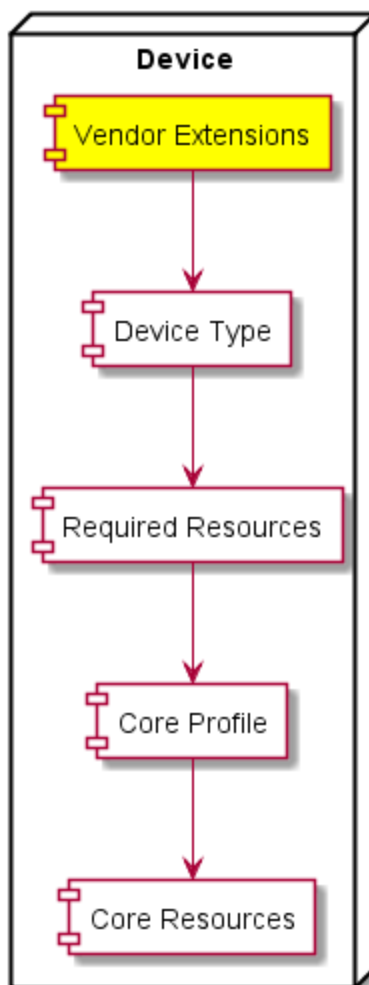 Device
Vendor Extensions
Device Type
Required Resources
Core Profile
Core Resources